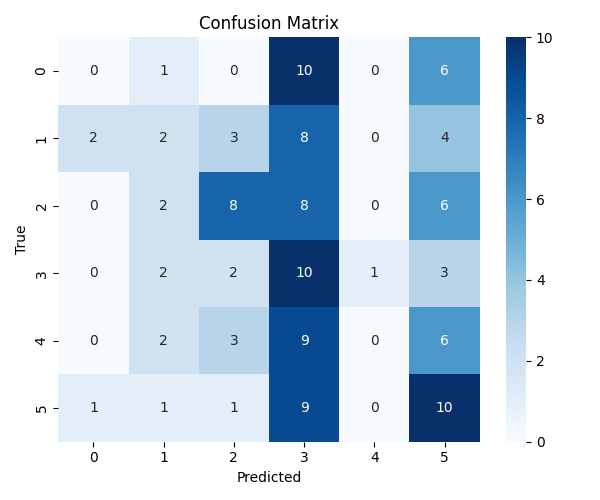 Confusion Matrix
0 0 1 0 10 0 6
1 2 2 3 8 0 4
2 0 2 8 8 0 6
3 0 2 2 10 1 3
4 0 2 3 9 0 6
5 1 1 1 9 0 10
0 1 2 3 4 5
Predicted
True
10
8
6
4
2
0